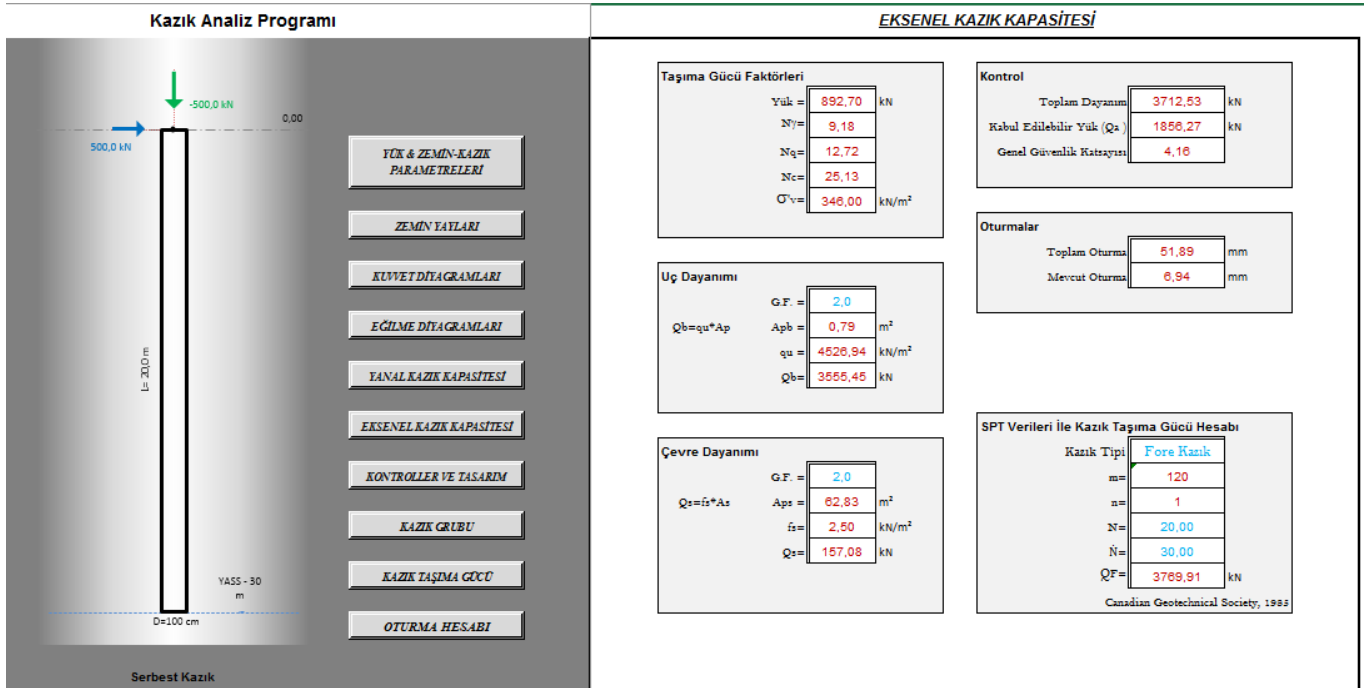 Kazık Analiz Programı
-500,0 kN
0,00
500,0 kN
L= 20,0 m
YASS - 30
m
D=100 cm
Serbest Kazık
YÜK & ZEMİN-KAZIK
PARAMETRELERİ
ZEMİN YAYLARI
KUVVET DİYAGRAMLARI
EĞİLME DİYAGRAMLARI
YANAL KAZIK KAPASİTESİ
EKSENEL KAZIK KAPASİTESİ
KONTROLLER VE TASARIM
KAZIK GRUBU
KAZIK TAŞIMA GÜCÜ
OTURMA HESABI
EKSENEL KAZIK KAPASİTESİ
Taşıma Gücü Faktörleri
Yük = 892,70 kN
Nγ= 9,18
Nq= 12,72
Nc= 25,13
σ'v= 346,00 kN/m²
Uç Dayanımı
G.F. = 2,0
Qb=qu*Ap Apb = 0,79 m²
qu = 4526,94 kN/m²
Qb= 3555,45 kN
Çevre Dayanımı
G.F. = 2,0
Qs=fs*As Aps = 62,83 m²
fs= 2,50 kN/m²
Qs= 157,08 kN
Kontrol
Toplam Dayanım 3712,53 kN
Kabul Edilebilir Yük (Qa ) 1856,27 kN
Genel Güvenlik Katsayısı 4,16
Oturmalar
Toplam Oturma 51,89 mm
Mevcut Oturma 6,94 mm
SPT Verileri İle Kazık Taşıma Gücü Hesabı
Kazık Tipi Fore Kazık
m= 120
n= 1
N= 20,00
Ṅ= 30,00
QF= 3769,91 kN
Canadian Geotechnical Society, 1985